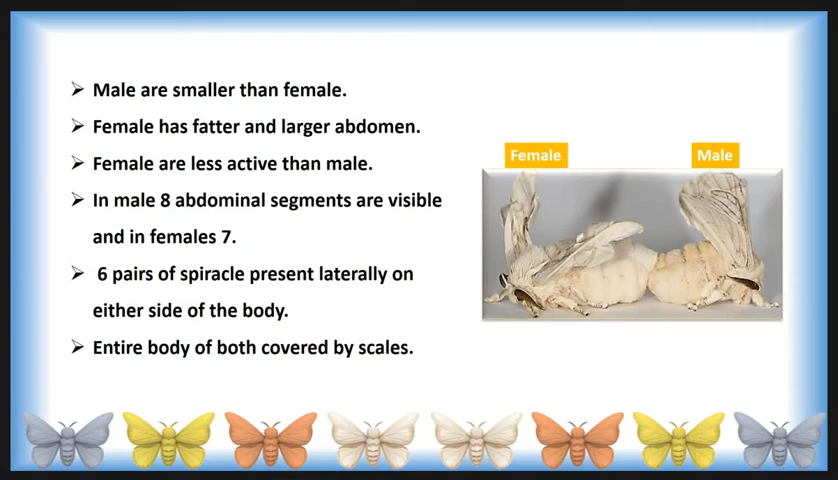 ➢ Male are smaller than female.
➢ Female has fatter and larger abdomen.
➢ Female are less active than male.
➢ In male 8 abdominal segments are visible
and in females 7.
➢ 6 pairs of spiracle present laterally on
either side of the body.
➢ Entire body of both covered by scales.
Female
Male